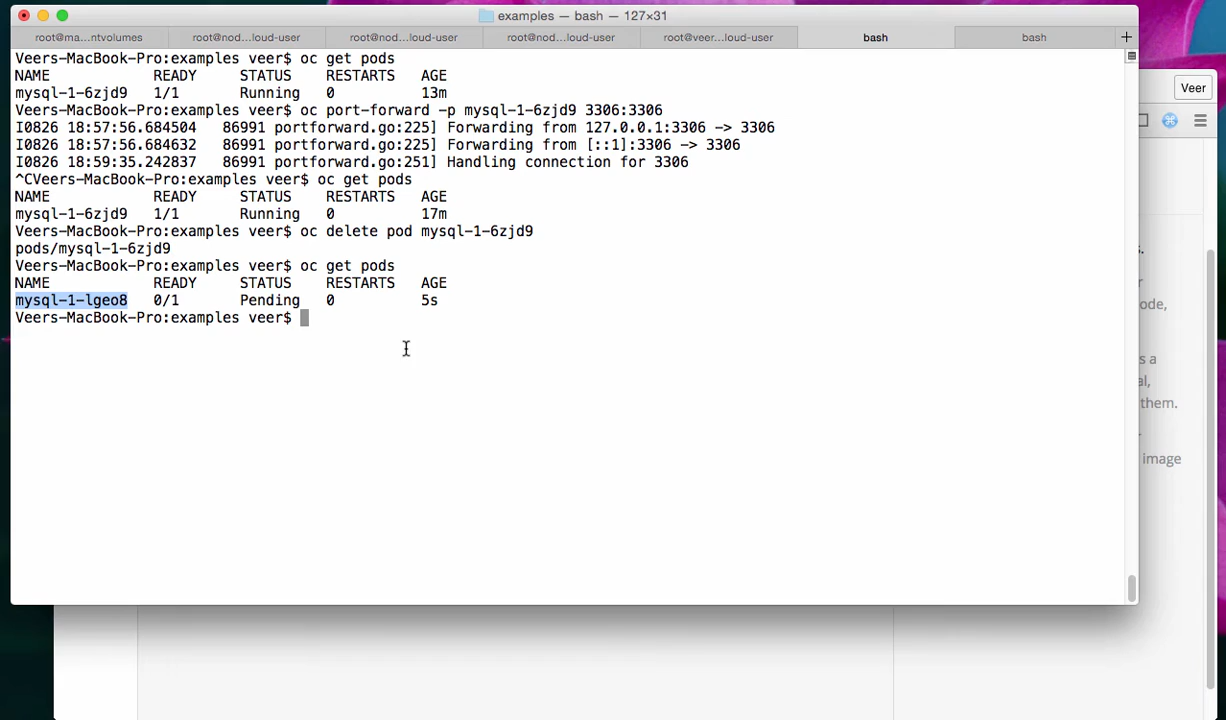 examples — bash — 127×31
root@ma...ntvolumes root@nod...loud-user root@nod...loud-user root@nod...loud-user root@veer...loud-user bash bash
Veers-MacBook-Pro:examples veer$ oc get pods
NAME READY STATUS RESTARTS AGE
mysql-1-6zjd9 1/1 Running 0 13m
Veers-MacBook-Pro:examples veer$ oc port-forward -p mysql-1-6zjd9 3306:3306
I0826 18:57:56.684504 86991 portforward.go:225] Forwarding from 127.0.0.1:3306 -> 3306
I0826 18:57:56.684632 86991 portforward.go:225] Forwarding from [::1]:3306 -> 3306
I0826 18:59:35.242837 86991 portforward.go:251] Handling connection for 3306
^CVeers-MacBook-Pro:examples veer$ oc get pods
NAME READY STATUS RESTARTS AGE
mysql-1-6zjd9 1/1 Running 0 17m
Veers-MacBook-Pro:examples veer$ oc delete pod mysql-1-6zjd9
pods/mysql-1-6zjd9
Veers-MacBook-Pro:examples veer$ oc get pods
NAME READY STATUS RESTARTS AGE
mysql-1-lgeo8 0/1 Pending 0 5s
Veers-MacBook-Pro:examples veer$
Veer
s.
r
ode,
s a
al,
them.
r
image